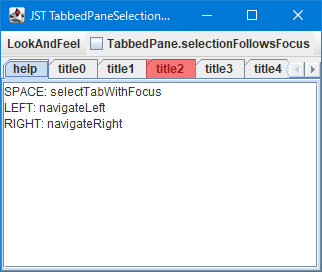 JST TabbedPaneSelection...
LookAndFeel TabbedPane.selectionFollowsFocus
help title0 title1 title2 title3 title4
SPACE: selectTabWithFocus
LEFT: navigateLeft
RIGHT: navigateRight